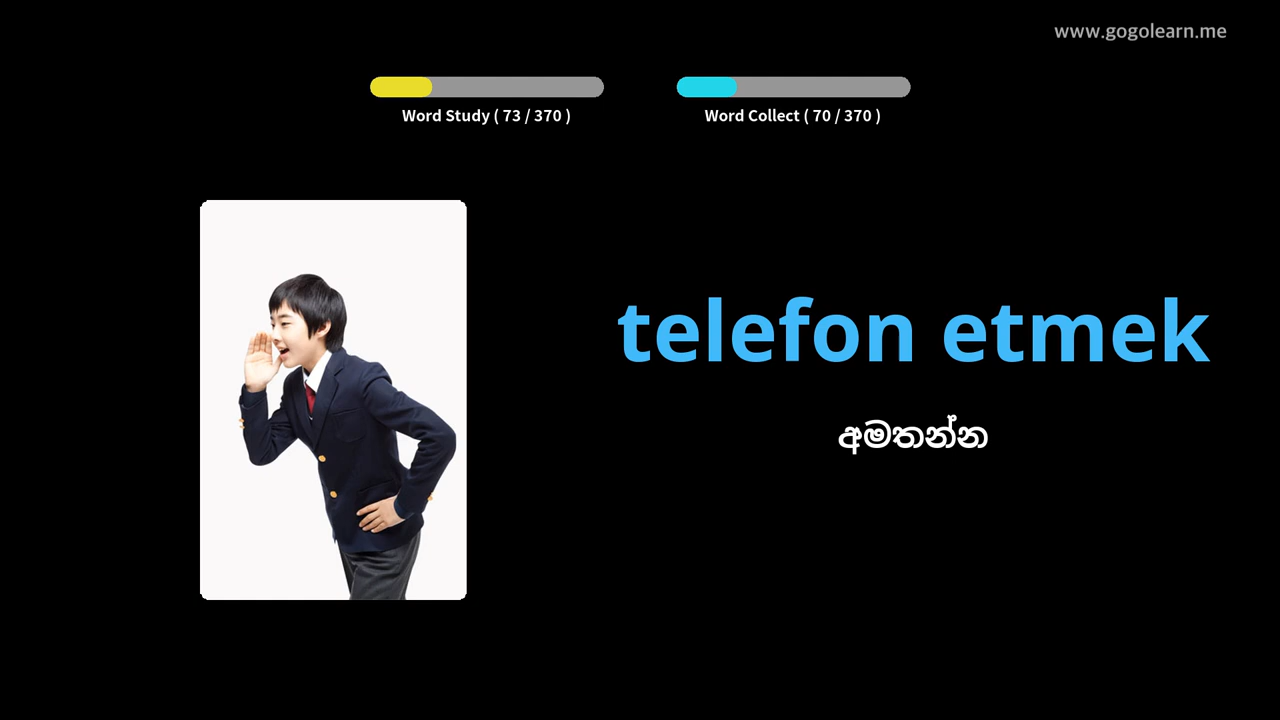 www.gogolearn.me
Word Study ( 73 / 370 )
Word Collect ( 70 / 370 )
telefon etmek
අමතන්න